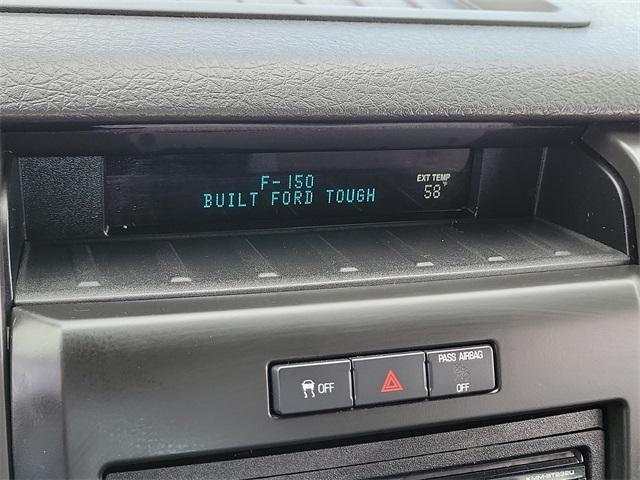 F-150
BUILT FORD TOUGH
EXT TEMP
58°
OFF
PASS AIRBAG
OFF